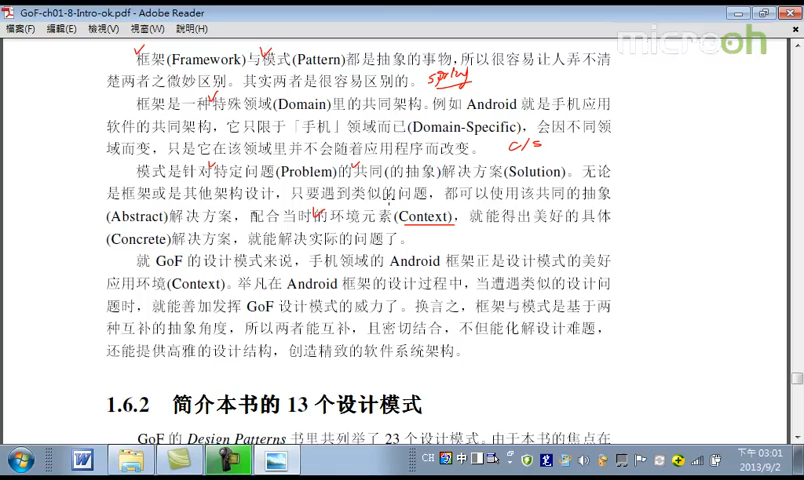 GoF-ch01-8-Intro-ok.pdf - Adobe Reader
檔案(F) 編輯(E) 檢視(V) 視窗(W) 說明(H)
microoh
框架(Framework)与模式(Pattern)都是抽象的事物，所以很容易让人弄不清
楚两者之微妙区别。其实两者是很容易区别的。
spring
框架是一种特殊领域(Domain)里的共同架构。例如 Android 就是手机应用
软件的共同架构，它只限于「手机」领域而已(Domain-Specific)，会因不同领
域而变，只是它在该领域里并不会随着应用程序而改变。
c/s
模式是针对特定问题(Problem)的共同(的抽象)解决方案(Solution)。无论
是框架或是其他架构设计，只要遇到类似的问题，都可以使用该共同的抽象
(Abstract)解决方案，配合当时的环境元素(Context)，就能得出美好的具体
(Concrete)解决方案，就能解决实际的问题了。
就 GoF 的设计模式来说，手机领域的 Android 框架正是设计模式的美好
应用环境(Context)。举凡在 Android 框架的设计过程中，当遭遇类似的设计问
题时，就能善加发挥 GoF 设计模式的威力了。换言之，框架与模式是基于两
种互补的抽象角度，所以两者能互补，且密切结合，不但能化解设计难题，
还能提供高雅的设计结构，创造精致的软件系统架构。
1.6.2 简介本书的 13 个设计模式
GoF 的 Design Patterns 书里共列举了 23 个设计模式。由于本书的焦点在
CH 中 下午 03:01
2013/9/2